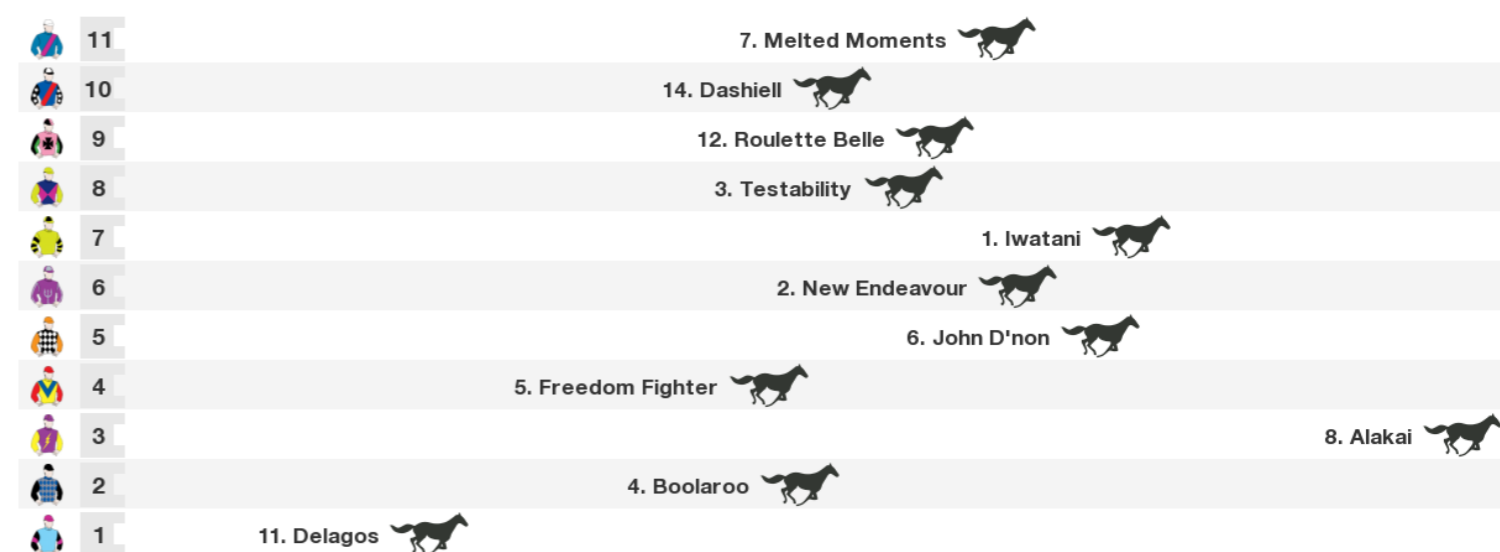 11 7. Melted Moments
10 14. Dashiell
9 12. Roulette Belle
8 3. Testability
7 1. Iwatani
6 2. New Endeavour
5 6. John D'non
4 5. Freedom Fighter
3 8. Alakai
2 4. Boolaroo
1 11. Delagos